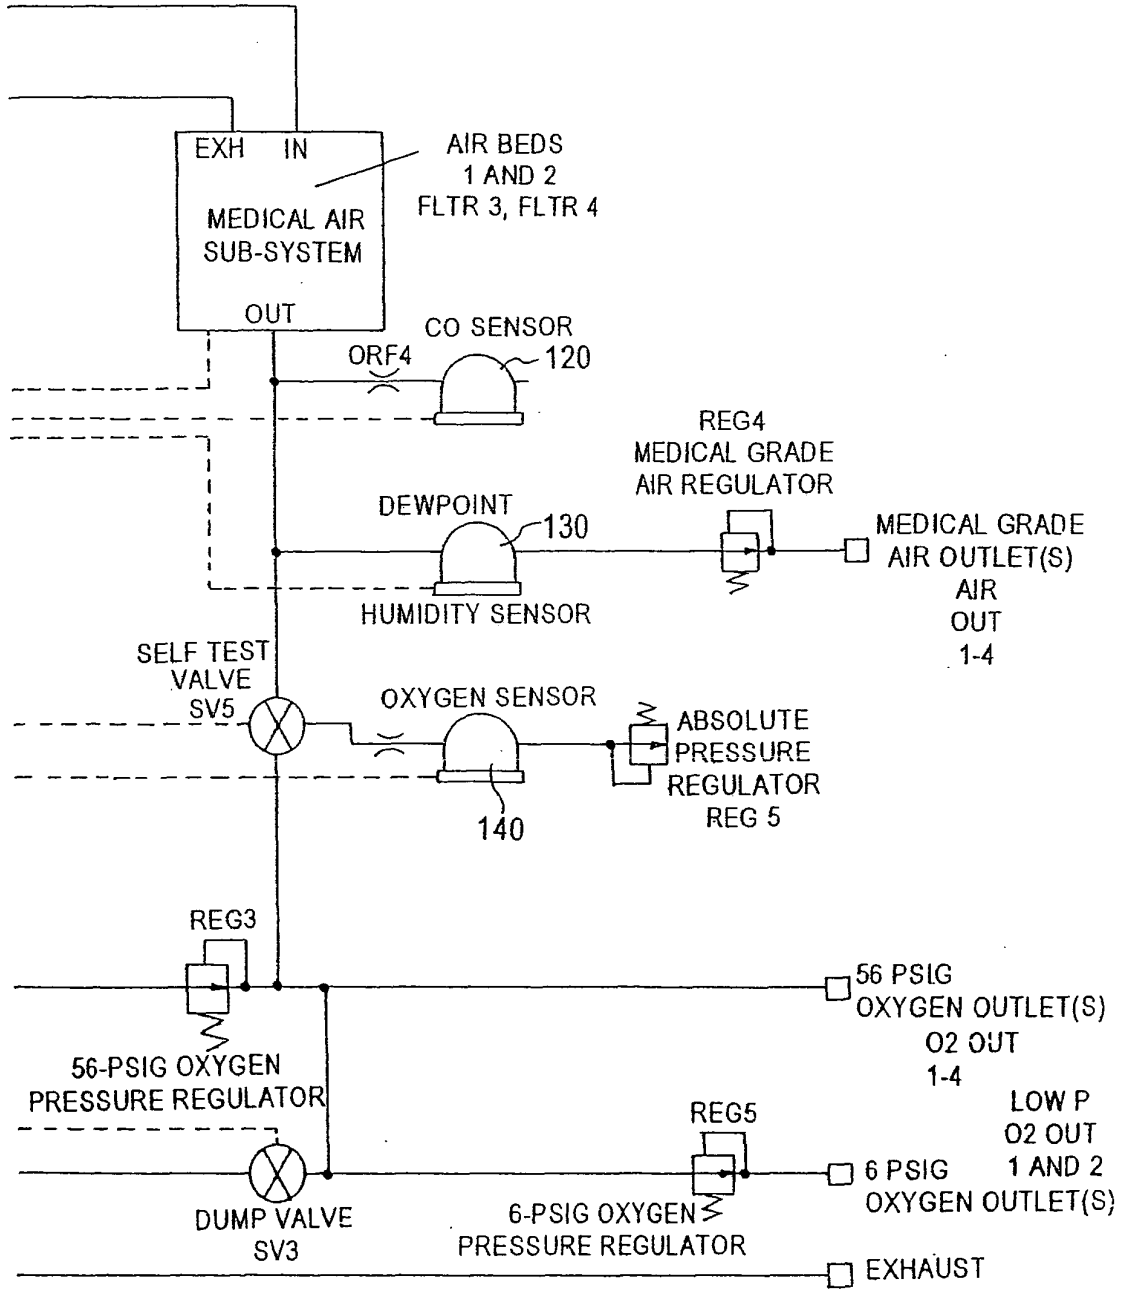 EXH IN
AIR BEDS
1 AND 2
FLTR 3, FLTR 4
MEDICAL AIR
SUB-SYSTEM
OUT
CO SENSOR
ORF4
120
REG4
MEDICAL GRADE
AIR REGULATOR
DEWPOINT
130
HUMIDITY SENSOR
MEDICAL GRADE
AIR OUTLET(S)
AIR
OUT
1-4
SELF TEST
VALVE
SV5
OXYGEN SENSOR
140
ABSOLUTE
PRESSURE
REGULATOR
REG 5
REG3
56-PSIG OXYGEN
PRESSURE REGULATOR
56 PSIG
OXYGEN OUTLET(S)
O2 OUT
1-4
LOW P
O2 OUT
1 AND 2
REG5
6 PSIG
OXYGEN OUTLET(S)
DUMP VALVE
SV3
6-PSIG OXYGEN
PRESSURE REGULATOR
EXHAUST